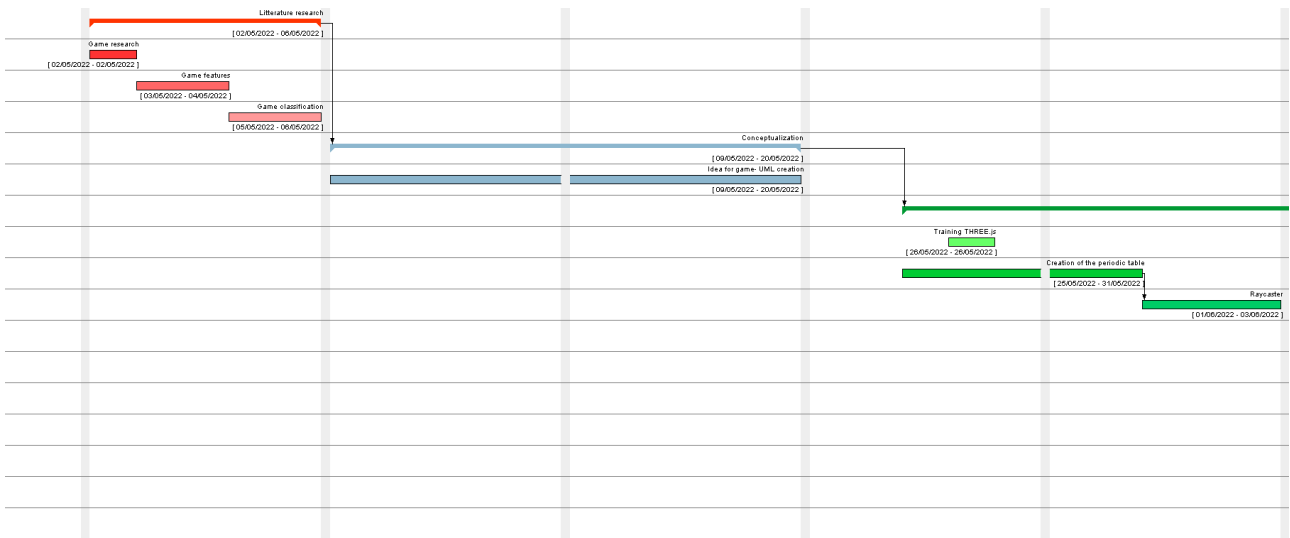 Litterature research
[ 02/05/2022 - 06/05/2022 ]
Game research
[ 02/05/2022 - 02/05/2022 ]
Game features
[ 03/05/2022 - 04/05/2022 ]
Game classification
[ 05/05/2022 - 06/05/2022 ]
Conceptualization
[ 09/05/2022 - 20/05/2022 ]
Idea for game- UML creation
[ 09/05/2022 - 20/05/2022 ]
Training THREE.js
[ 26/05/2022 - 26/05/2022 ]
Creation of the periodic table
[ 25/05/2022 - 31/05/2022 ]
Raycaster
[ 01/06/2022 - 03/06/2022 ]